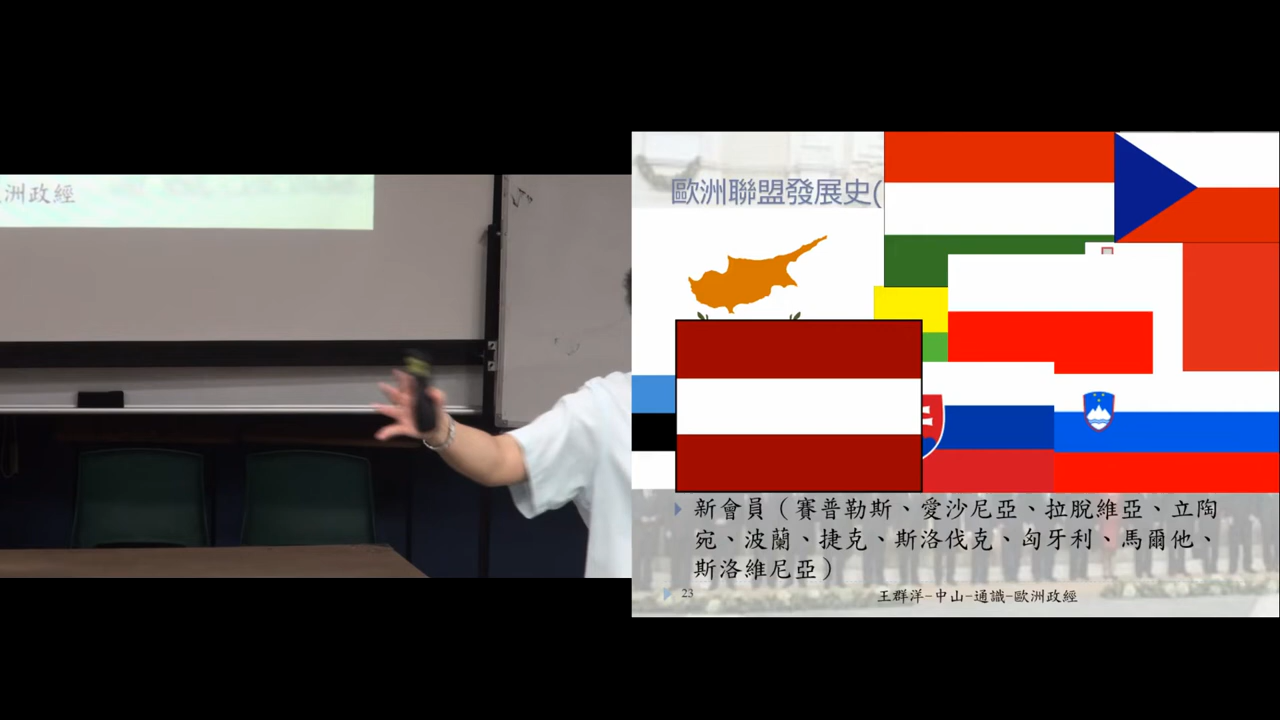 洲政經
歐洲聯盟發展史(
新會員（賽普勒斯、愛沙尼亞、拉脫維亞、立陶
宛、波蘭、捷克、斯洛伐克、匈牙利、馬爾他、
斯洛維尼亞）
23
王群洋-中山-通識-歐洲政經